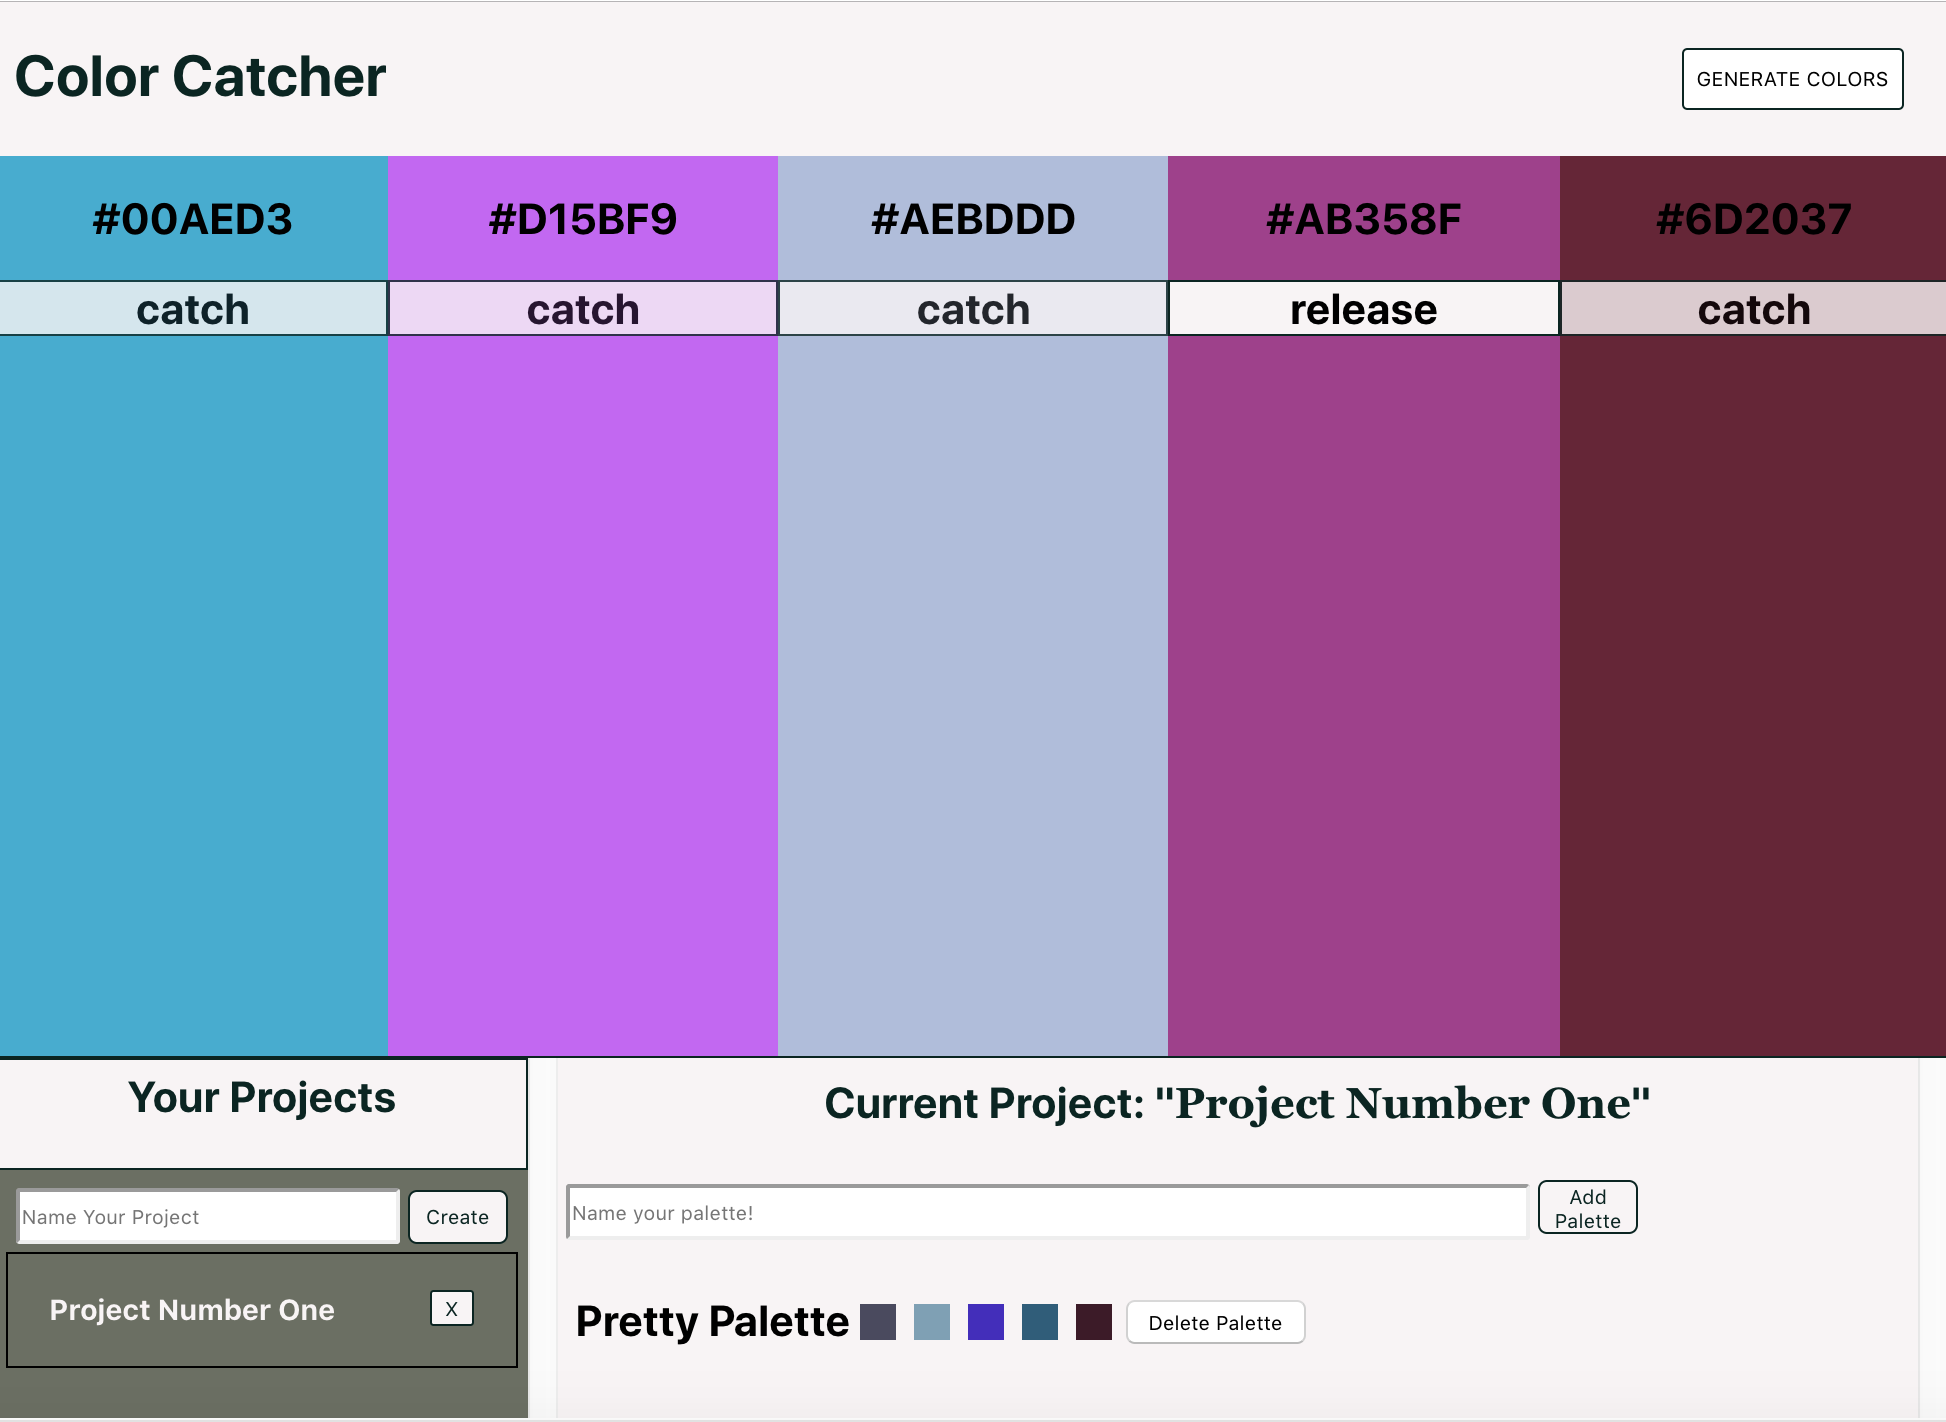 Color Catcher
GENERATE COLORS
#00AED3
#D15BF9
#AEBDDD
#AB358F
#6D2037
catch
catch
catch
release
catch
Your Projects
Name Your Project
Create
Project Number One
X
Current Project: "Project Number One"
Name your palette!
Add
Palette
Pretty Palette
Delete Palette